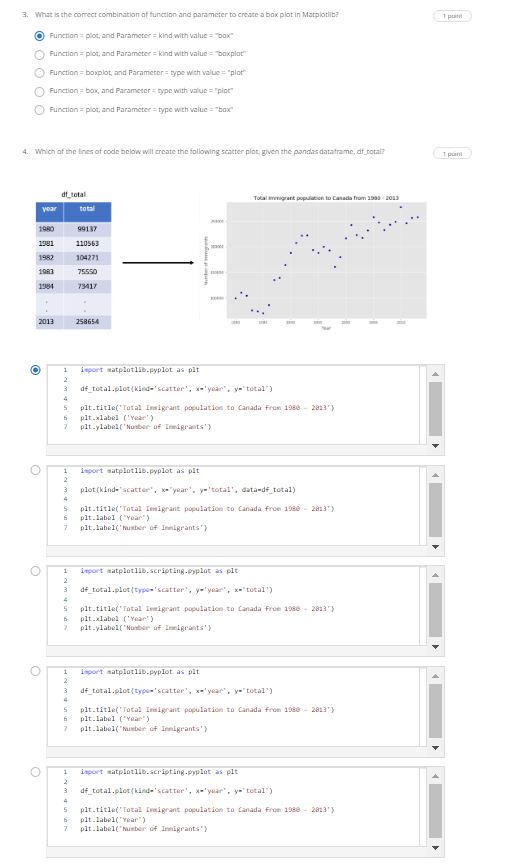 3. What is the correct combination of function and parameter to create a box plot in Matplotlib?
1 point
Function = plot, and Parameter = kind with value = "box"
Function = plot, and Parameter = kind with value = "boxplot"
Function = boxplot, and Parameter = type with value = "plot"
Function = box, and Parameter = type with value = "plot"
Function = plot, and Parameter = type with value = "box"
4. Which of the lines of code below will create the following scatter plot, given the pandas dataframe, df_total?
1 point
df_total
year total
1980 99137
1981 110563
1982 104271
1983 75550
1984 73417
2013 258654
Total Immigrant population to Canada from 1980 - 2013
Number of Immigrants
Year
1 import matplotlib.pyplot as plt
2
3 df_total.plot(kind='scatter', x='year', y='total')
4
5 plt.title('Total Immigrant population to Canada from 1980 - 2013')
6 plt.xlabel ('Year')
7 plt.ylabel('Number of Immigrants')
1 import matplotlib.pyplot as plt
2
3 plot(kind='scatter', x='year', y='total', data=df_total)
4
5 plt.title('Total Immigrant population to Canada from 1980 - 2013')
6 plt.label ('Year')
7 plt.label('Number of Immigrants')
1 import matplotlib.scripting.pyplot as plt
2
3 df_total.plot(type='scatter', y='year', x='total')
4
5 plt.title('Total Immigrant population to Canada from 1980 - 2013')
6 plt.xlabel ('Year')
7 plt.ylabel('Number of Immigrants')
1 import matplotlib.pyplot as plt
2
3 df_total.plot(type='scatter', x='year', y='total')
4
5 plt.title('Total Immigrant population to Canada from 1980 - 2013')
6 plt.label ('Year')
7 plt.label('Number of Immigrants')
1 import matplotlib.scripting.pyplot as plt
2
3 df_total.plot(kind='scatter', x='year', y='total')
4
5 plt.title('Total Immigrant population to Canada from 1980 - 2013')
6 plt.label('Year')
7 plt.label('Number of Immigrants')